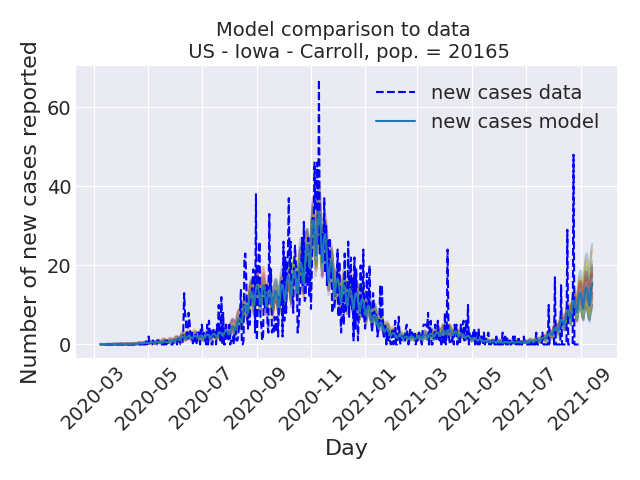 Model comparison to data
US - Iowa - Carroll, pop. = 20165
Number of new cases reported
60
40
20
0
new cases data
new cases model
2020-03
2020-05
2020-07
2020-09
2020-11
2021-01
2021-03
2021-05
2021-07
2021-09
Day